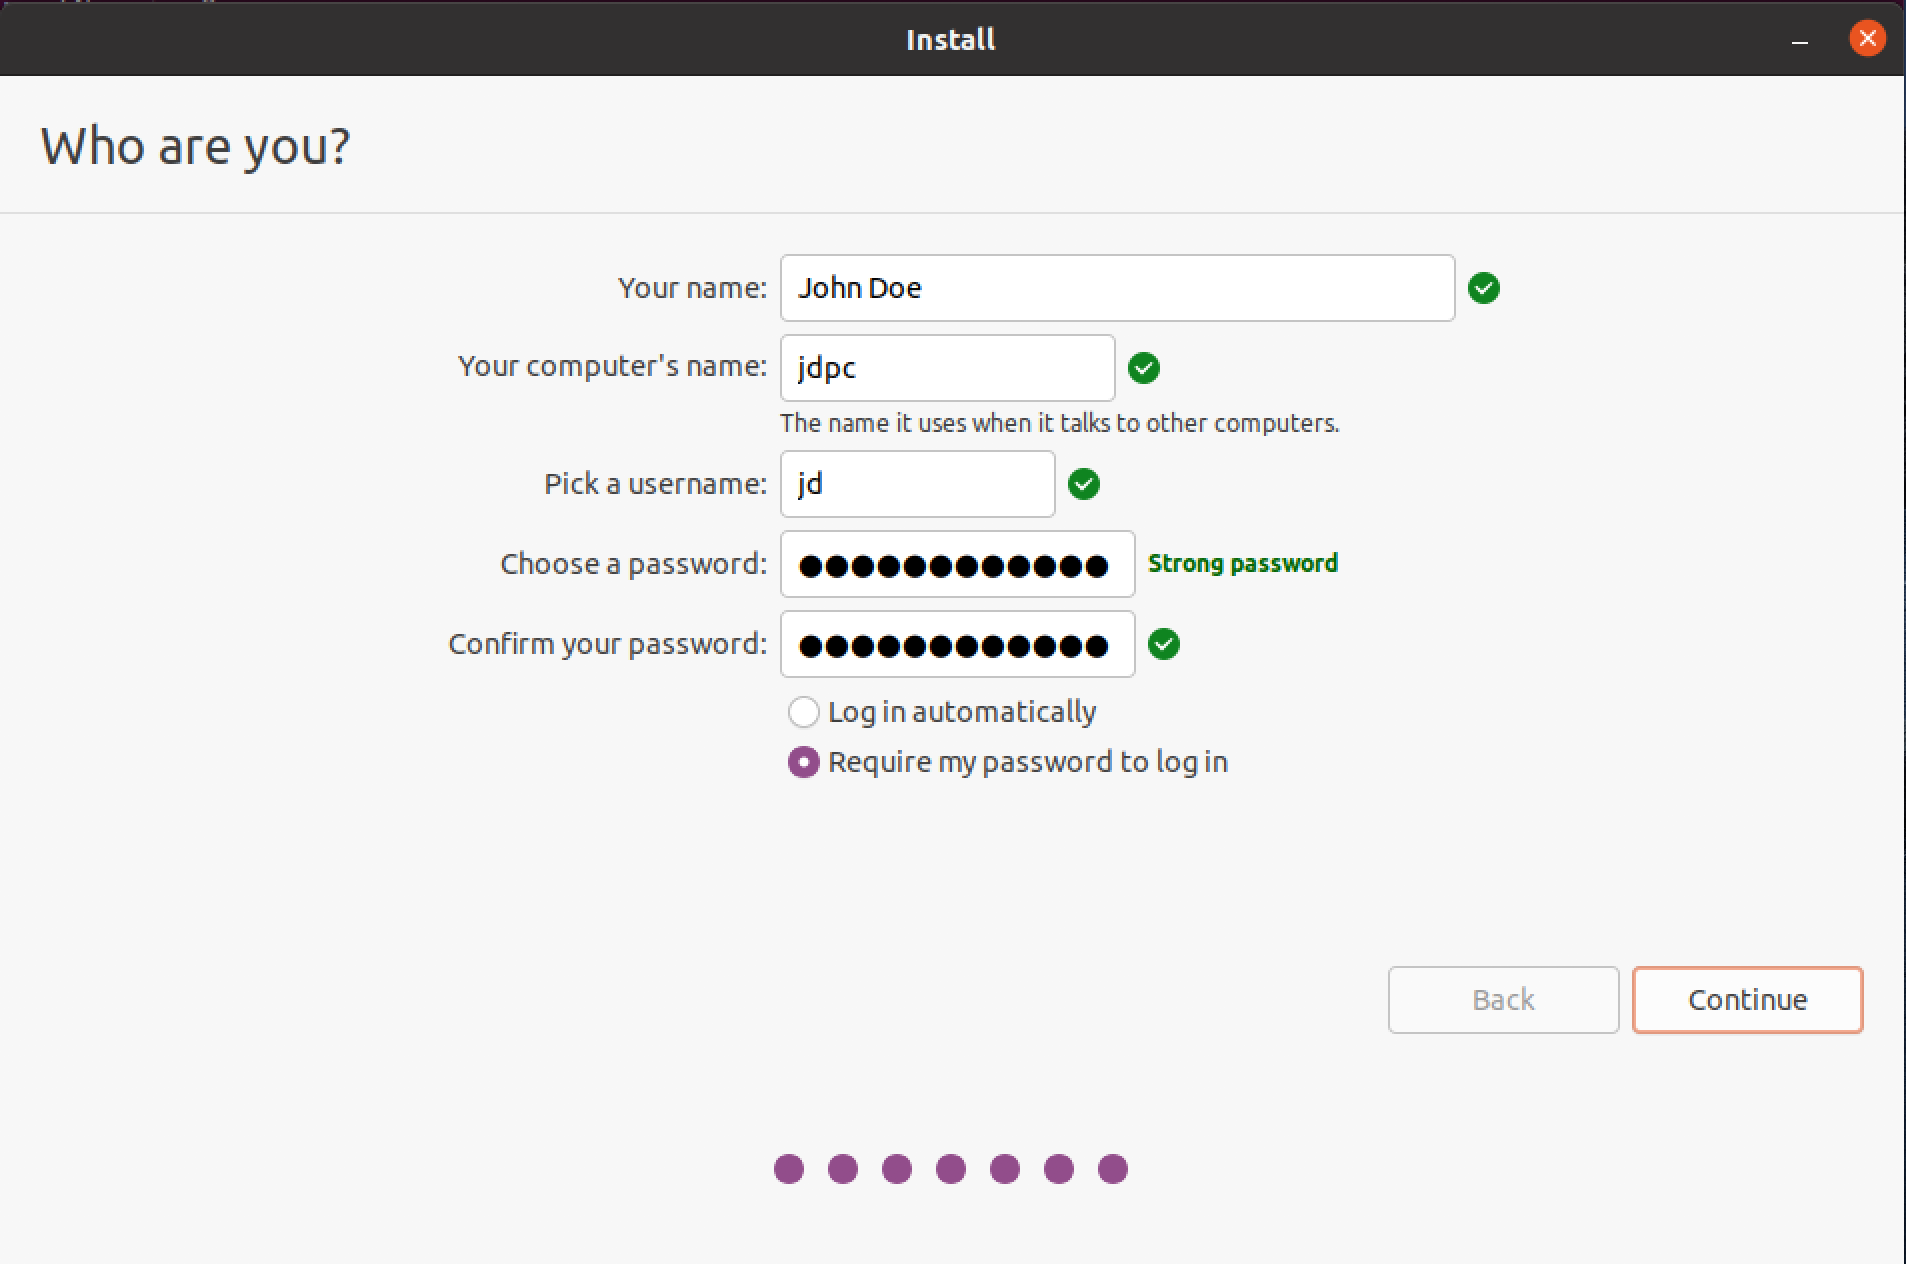 Install
Who are you?
Your name: John Doe
Your computer's name: jdpc
The name it uses when it talks to other computers.
Pick a username: jd
Choose a password: ●●●●●●●●●●●● Strong password
Confirm your password: ●●●●●●●●●●●●
Log in automatically
Require my password to log in
Back Continue